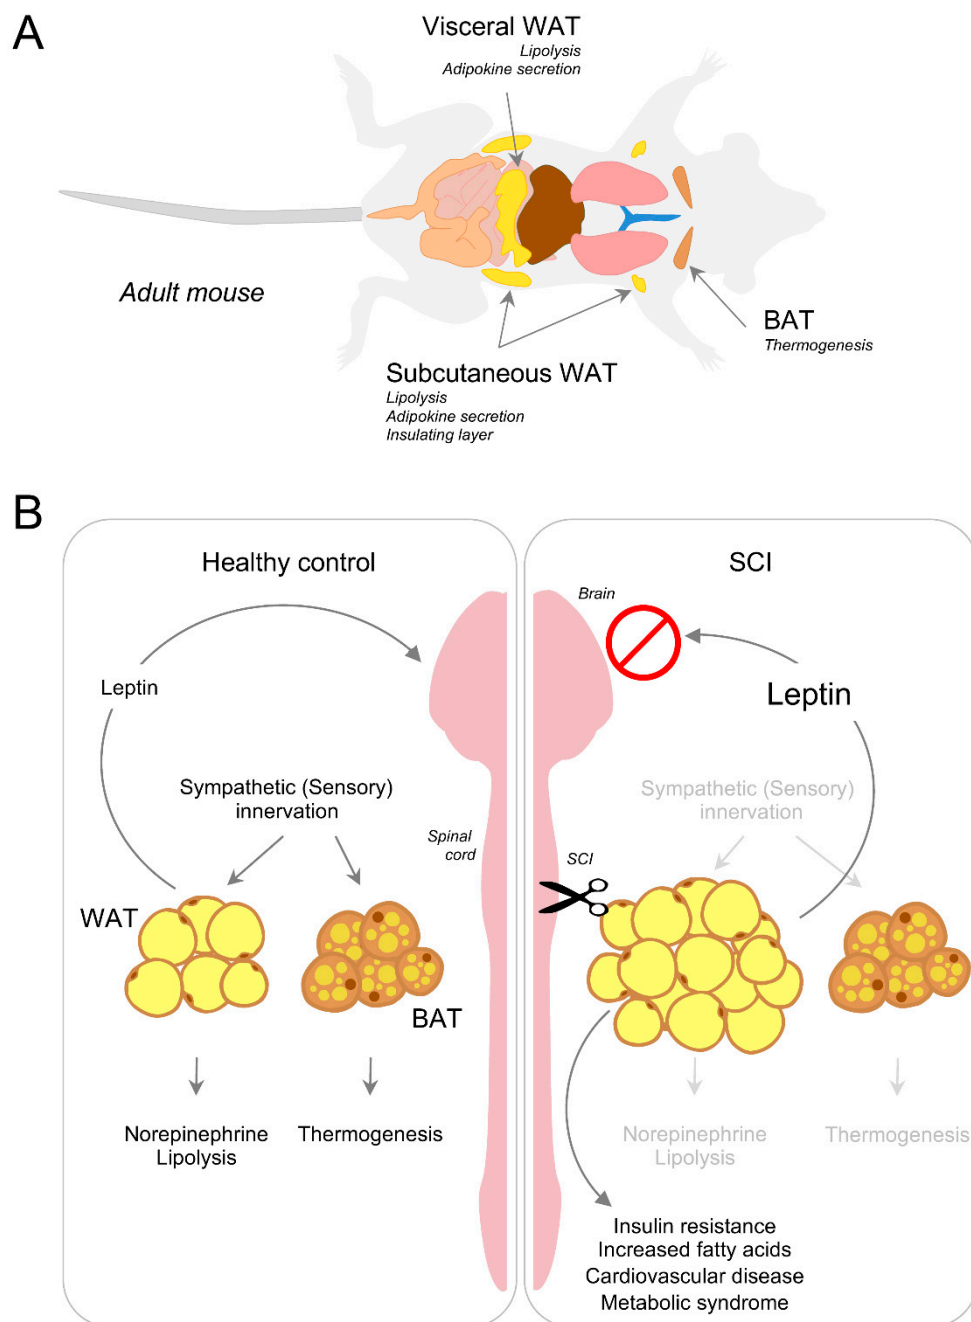 A
Visceral WAT
Lipolysis
Adipokine secretion
Adult mouse
BAT
Thermogenesis
Subcutaneous WAT
Lipolysis
Adipokine secretion
Insulating layer
B
Healthy control
Leptin
Sympathetic (Sensory)
innervation
Spinal
cord
WAT
BAT
Norepinephrine
Lipolysis
Thermogenesis
SCI
Brain
Leptin
Sympathetic (Sensory)
innervation
SCI
Norepinephrine
Lipolysis
Thermogenesis
Insulin resistance
Increased fatty acids
Cardiovascular disease
Metabolic syndrome